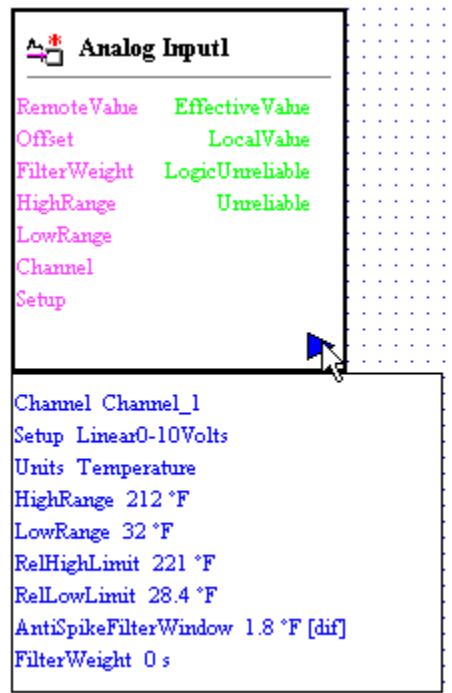 Analog Input1
RemoteValue EffectiveValue
Offset LocalValue
FilterWeight LogicUnreliable
HighRange Unreliable
LowRange
Channel
Setup
Channel Channel_1
Setup Linear0-10Volts
Units Temperature
HighRange 212 °F
LowRange 32 °F
RelHighLimit 221 °F
RelLowLimit 28.4 °F
AntiSpikeFilterWindow 1.8 °F [dif]
FilterWeight 0 s